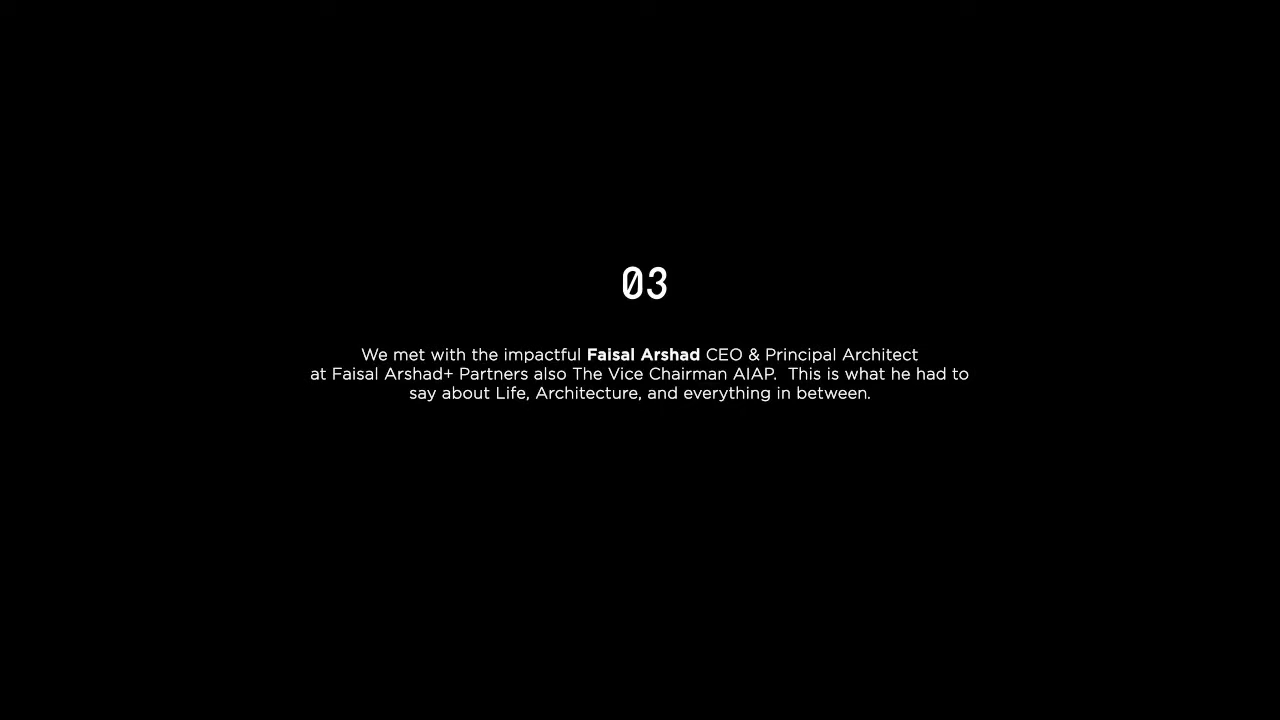 03
We met with the impactful Faisal Arshad CEO & Principal Architect
at Faisal Arshad+ Partners also The Vice Chairman AIAP.  This is what he had to
say about Life, Architecture, and everything in between.